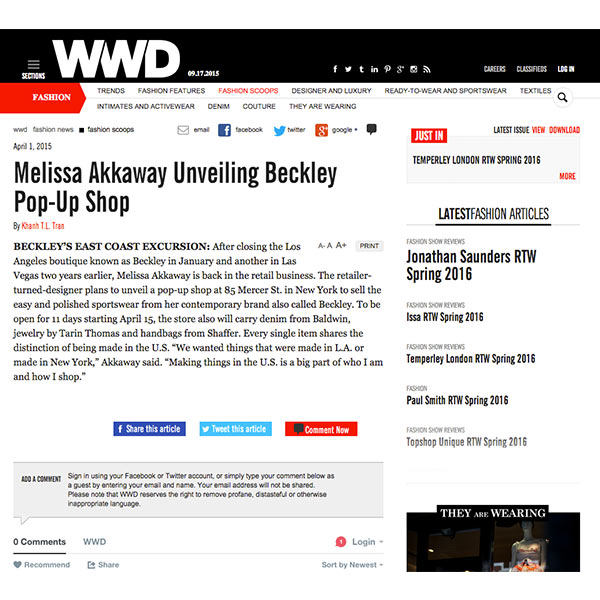 SECTIONS
WWD
09.17.2015
CAREERS CLASSIFIEDS LOG IN
FASHION
TRENDS FASHION FEATURES FASHION SCOOPS DESIGNER AND LUXURY READY-TO-WEAR AND SPORTSWEAR TEXTILES
INTIMATES AND ACTIVEWEAR DENIM COUTURE THEY ARE WEARING
wwd fashion news fashion scoops
email facebook twitter google +
April 1, 2015
Melissa Akkaway Unveiling Beckley
Pop-Up Shop
By Khanh T.L. Tran
A- A A+ PRINT
BECKLEY'S EAST COAST EXCURSION: After closing the Los
Angeles boutique known as Beckley in January and another in Las
Vegas two years earlier, Melissa Akkaway is back in the retail business. The retailer-
turned-designer plans to unveil a pop-up shop at 85 Mercer St. in New York to sell the
easy and polished sportswear from her contemporary brand also called Beckley. To be
open for 11 days starting April 15, the store also will carry denim from Baldwin,
jewelry by Tarin Thomas and handbags from Shaffer. Every single item shares the
distinction of being made in the U.S. “We wanted things that were made in L.A. or
made in New York,” Akkaway said. “Making things in the U.S. is a big part of who I am
and how I shop.”
Share this article
Tweet this article
Comment Now
ADD A COMMENT
Sign in using your Facebook or Twitter account, or simply type your comment below as
a guest by entering your email and name. Your email address will not be shared.
Please note that WWD reserves the right to remove profane, distasteful or otherwise
inappropriate language.
0 Comments WWD
1 Login
Recommend Share Sort by Newest
JUST IN
LATEST ISSUE VIEW DOWNLOAD
TEMPERLEY LONDON RTW SPRING 2016
MORE
LATESTFASHION ARTICLES
FASHION SHOW REVIEWS
Jonathan Saunders RTW
Spring 2016
FASHION SHOW REVIEWS
Issa RTW Spring 2016
FASHION SHOW REVIEWS
Temperley London RTW Spring 2016
FASHION
Paul Smith RTW Spring 2016
FASHION SHOW REVIEWS
Topshop Unique RTW Spring 2016
THEY ARE WEARING